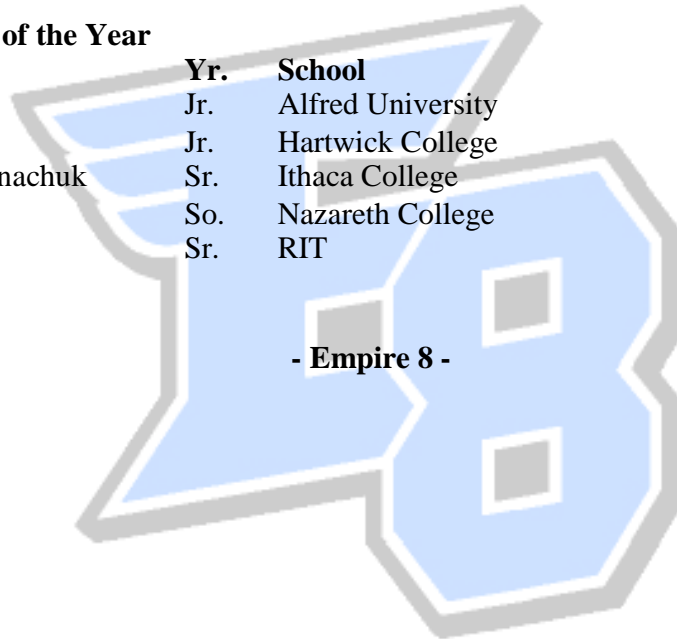 of the Year
Yr. School
Jr. Alfred University
Jr. Hartwick College
nachuk Sr. Ithaca College
So. Nazareth College
Sr. RIT
- Empire 8 -
E8